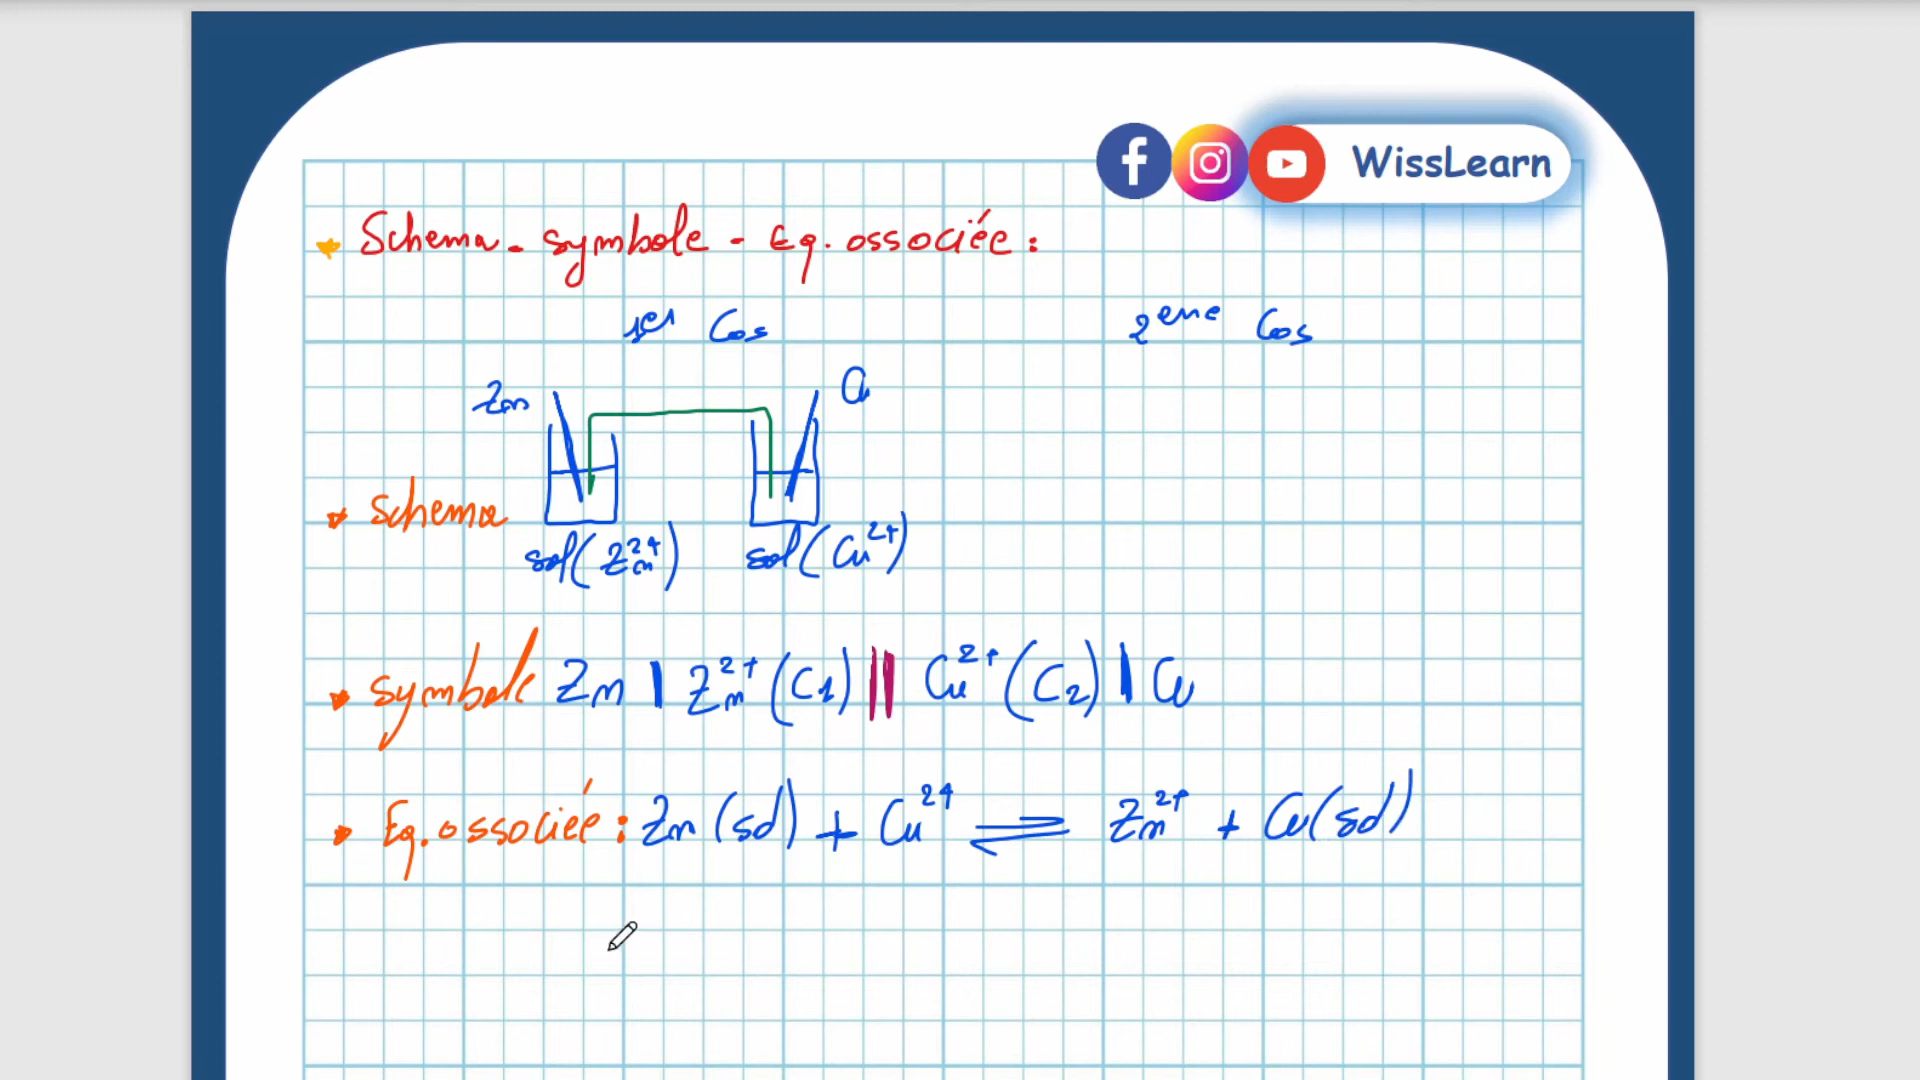 WissLearn
Schema - symbole - Eq. associée :
1er Cas 2eme Cas
Zn Cu
Schema
sol(Zn²⁺) sol(Cu²⁺)
symbole Zn | Zn²⁺(C1) || Cu²⁺(C2) | Cu
Eq. associée : Zn(sd) + Cu²⁺ ⇌ Zn²⁺ + Cu(sd)